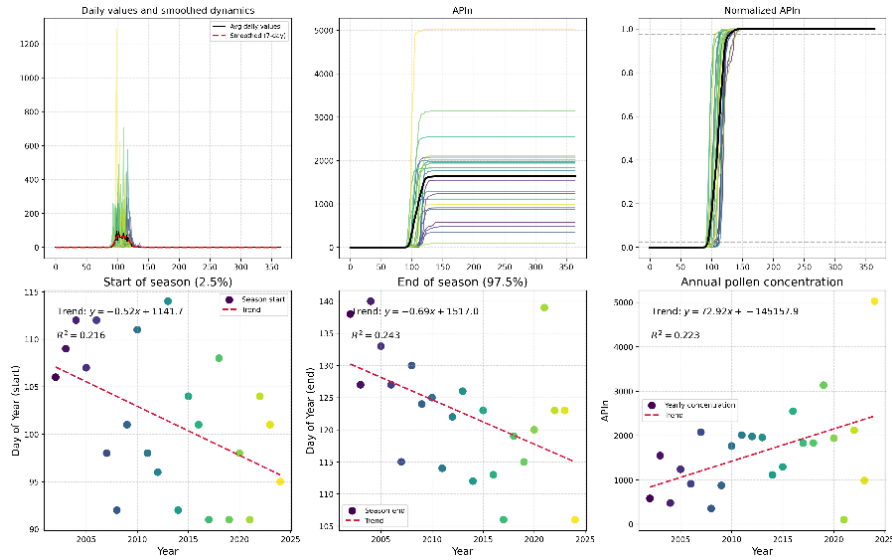 Daily values and smoothed dynamics
APIn
Normalized APIn
Avg daily values
Smoothed (7-day)
1200
1000
800
600
400
200
0
0 50 100 150 200 250 300 350
5000
4000
3000
2000
1000
0
0 50 100 150 200 250 300 350
1.0
0.8
0.6
0.4
0.2
0.0
0 50 100 150 200 250 300 350
Start of season (2.5%)
End of season (97.5%)
Annual pollen concentration
Trend: y=−0.52x+1141.7
R² = 0.216
Season start
Trend
115
110
105
100
95
90
Day of Year (start)
2005 2010 2015 2020 2025
Year
Trend: y=−0.69x+1517.0
R² = 0.243
Season end
Trend
140
135
130
125
120
115
110
105
Day of Year (end)
2005 2010 2015 2020 2025
Year
Trend: y=72.92x+ −145157.9
R² = 0.223
Yearly concentration
Trend
5000
4000
3000
2000
1000
0
APIn
2005 2010 2015 2020 2025
Year